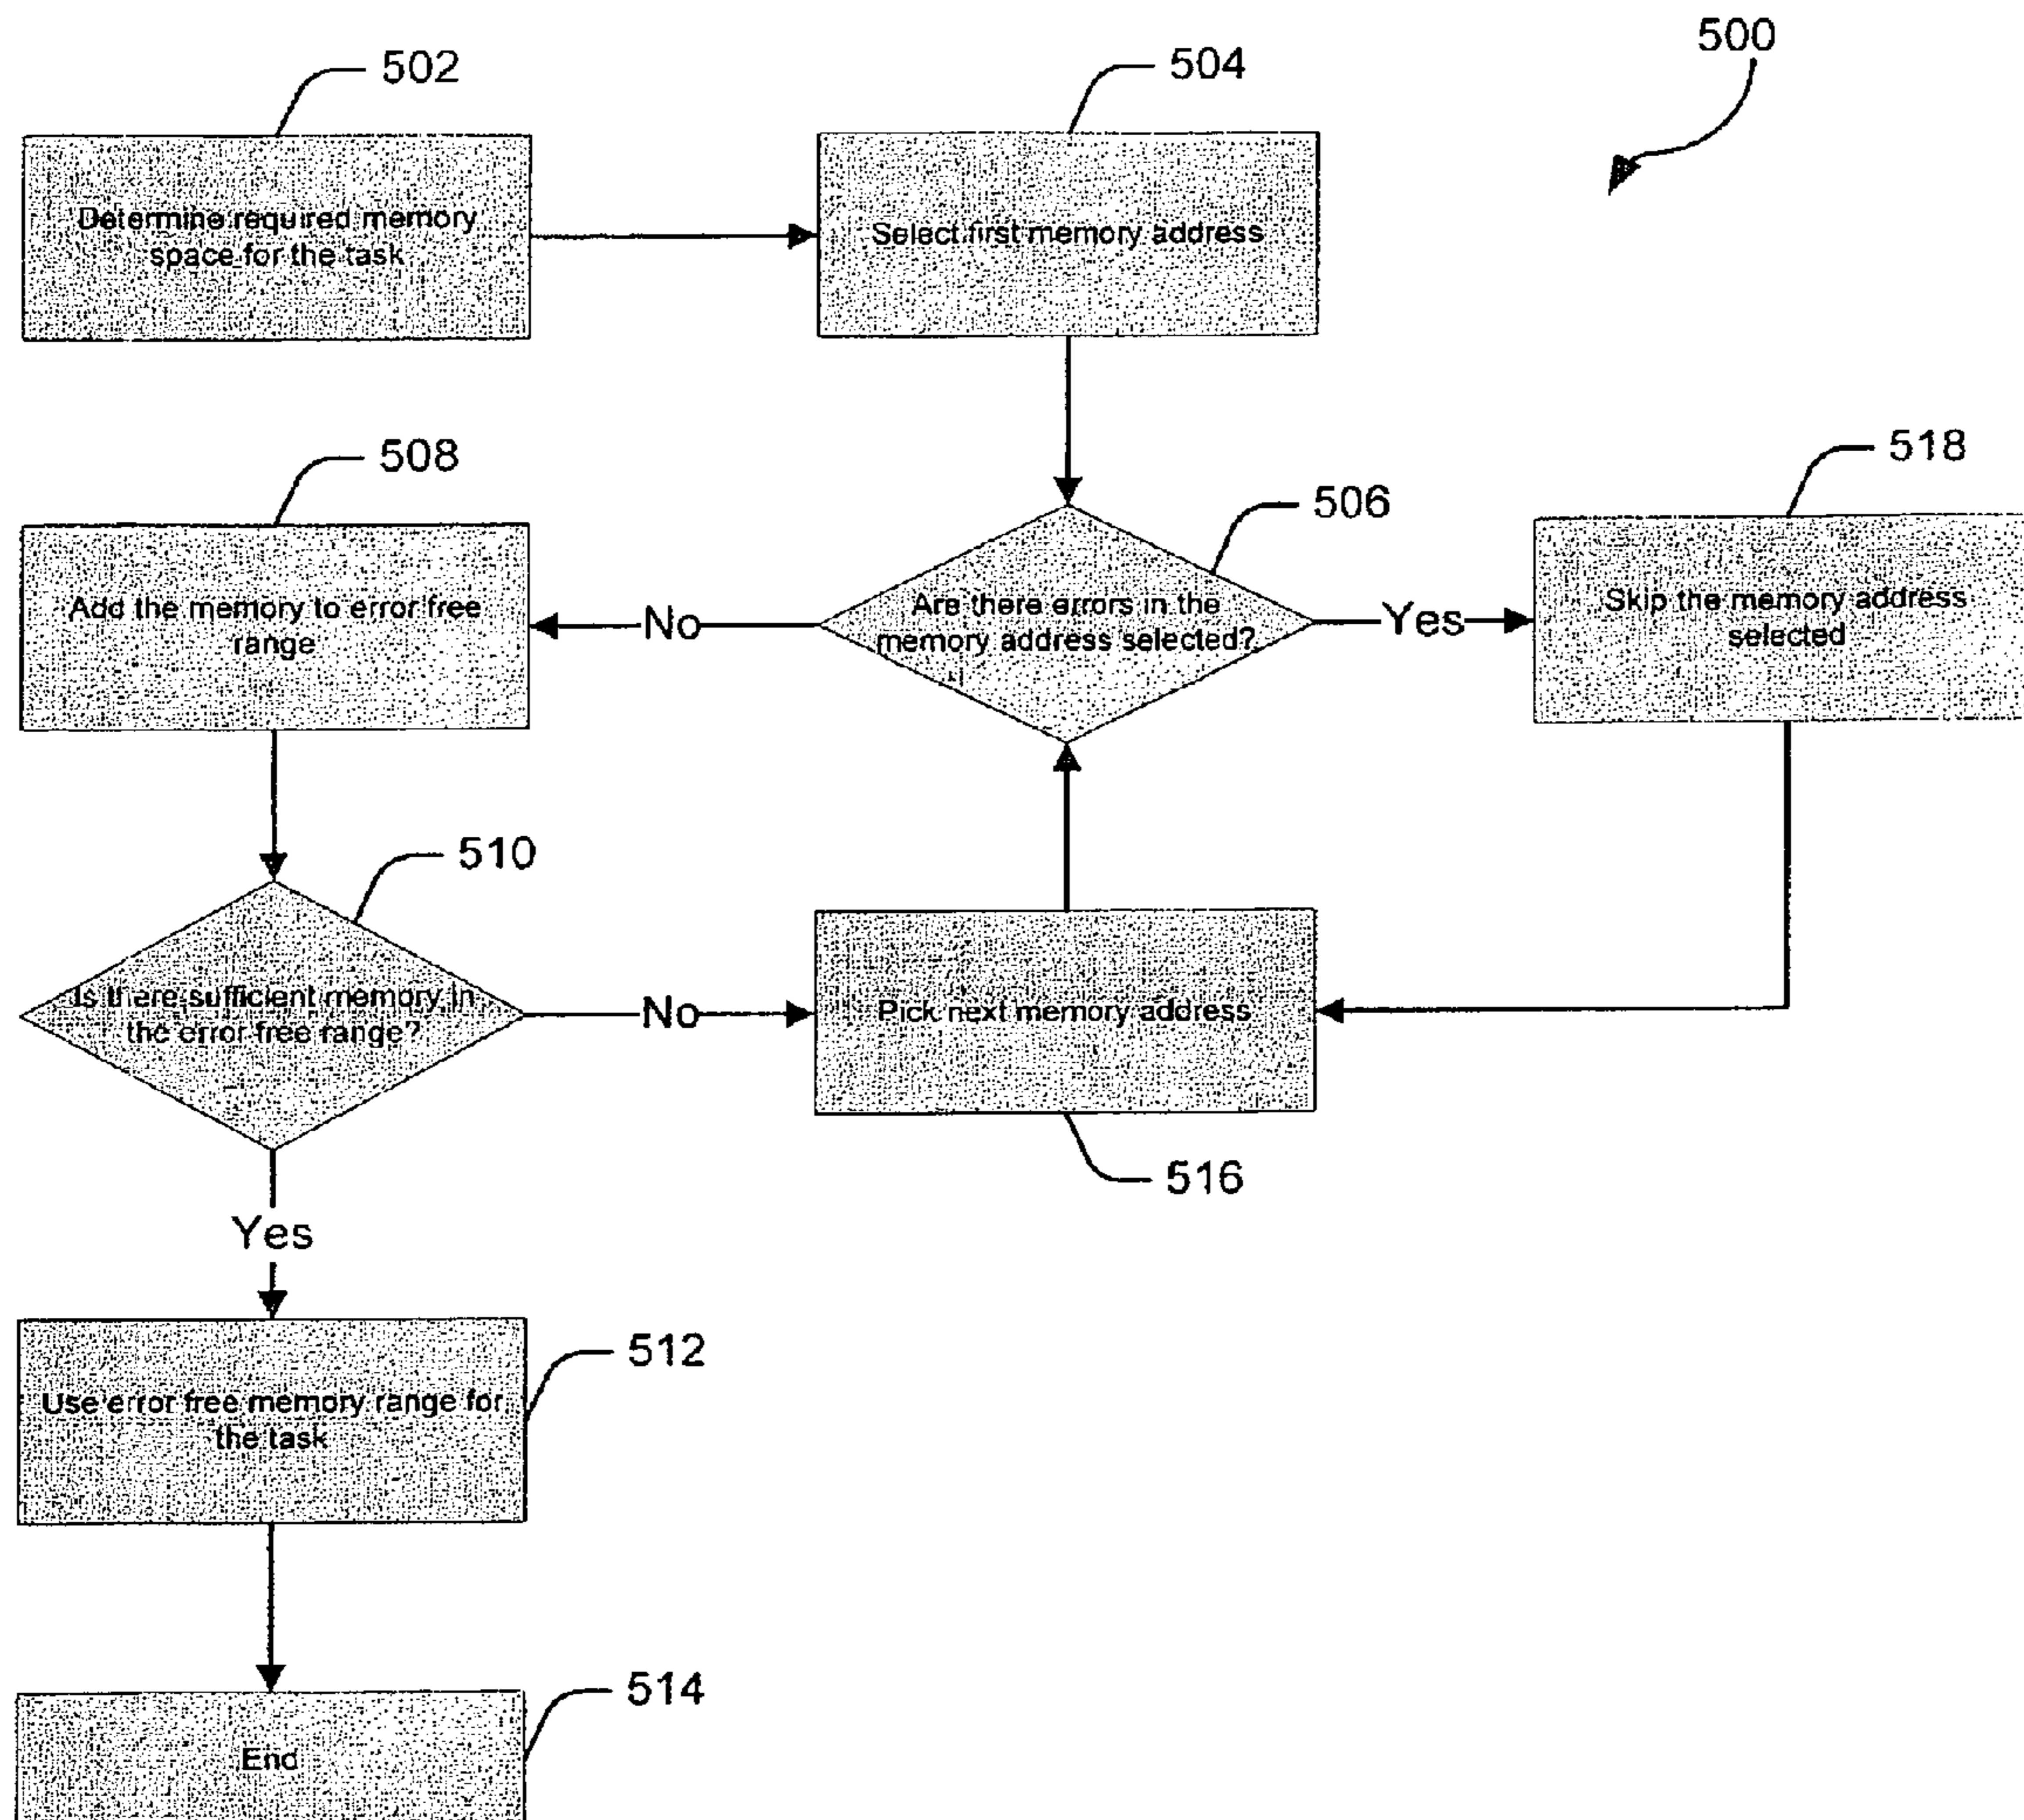 500
502
504
Determine required memory
space for the task
Select first memory address
508
506
518
Add the memory to error free
range
No
Are there errors in the
memory address selected?
Yes
Skip the memory address
selected
510
Is there sufficient memory in
the error free range?
No
Pick next memory address
516
Yes
512
Use error free memory range for
the task
514
End